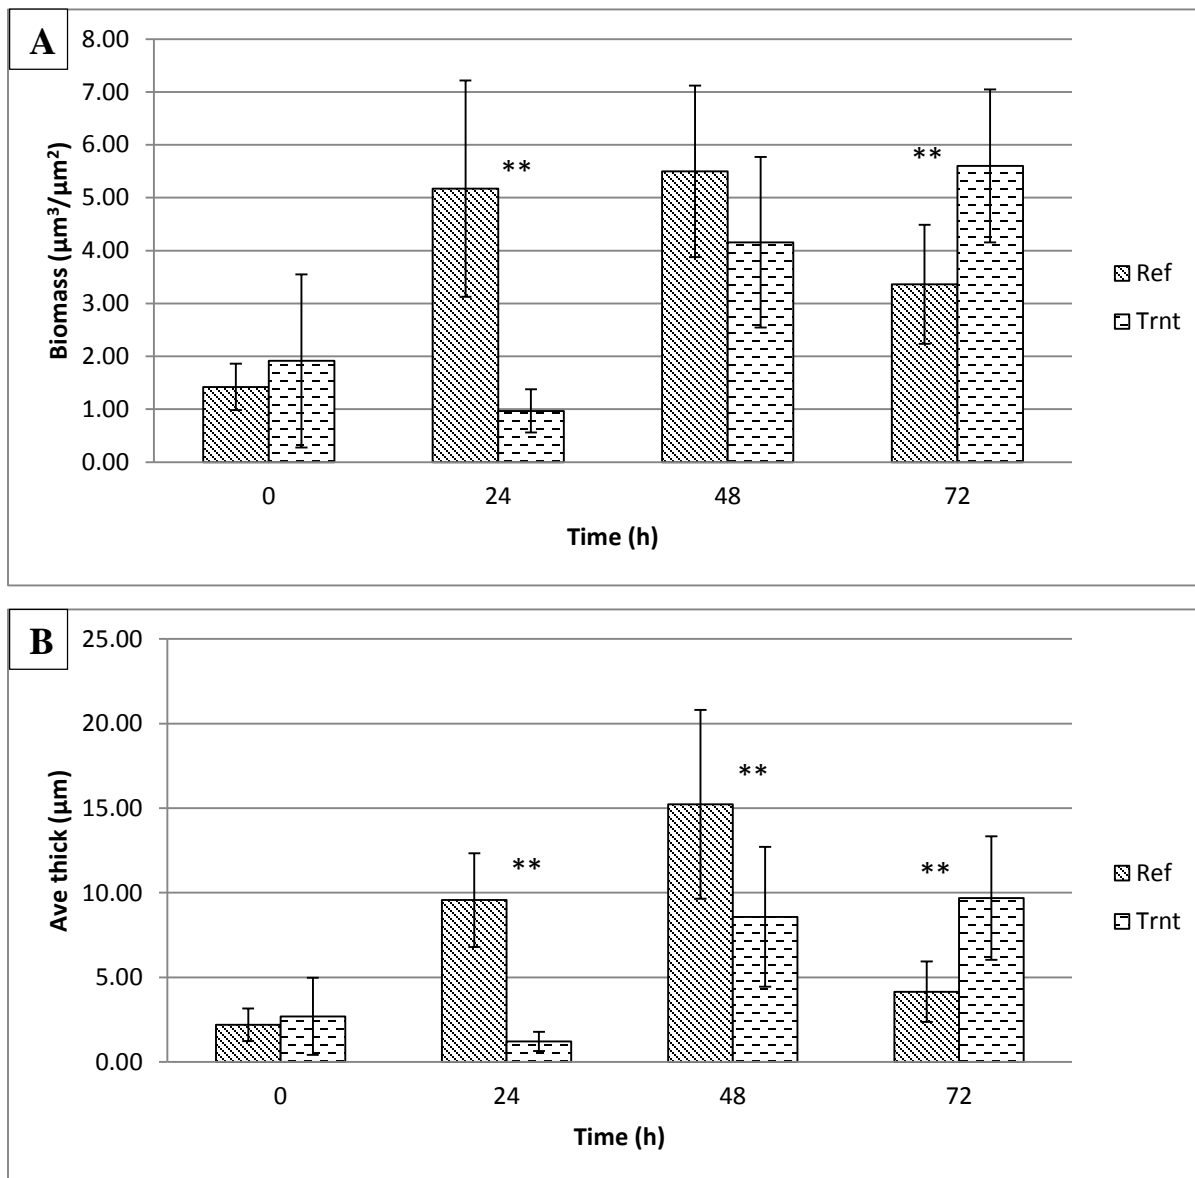 A
8.00
7.00
6.00
5.00
4.00
3.00
2.00
1.00
0.00
Biomass (µm³/µm²)
**
**
0 24 48 72
Time (h)
Ref
Trnt
B
25.00
20.00
15.00
10.00
5.00
0.00
Ave thick (µm)
**
**
**
0 24 48 72
Time (h)
Ref
Trnt